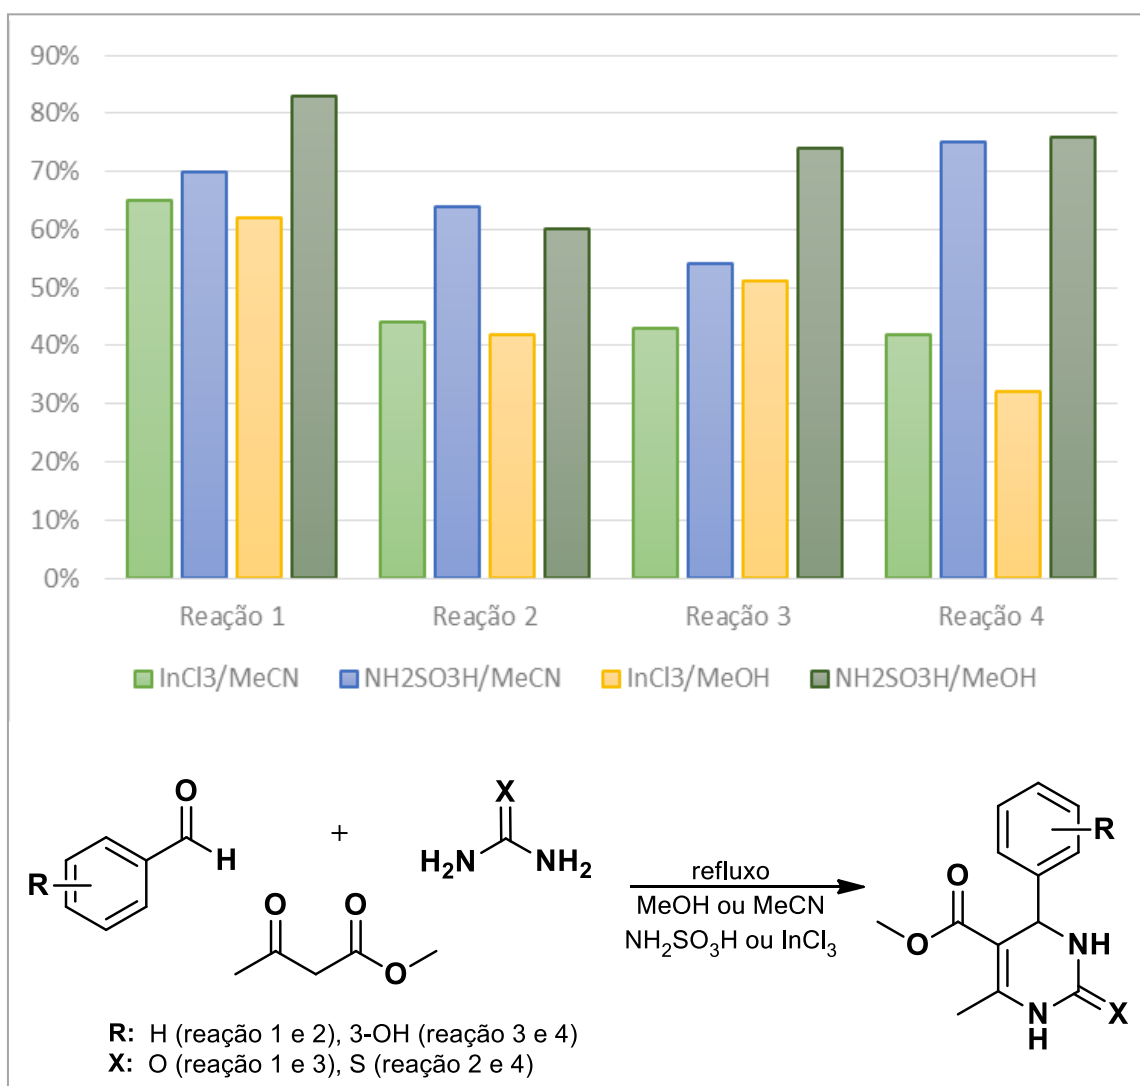 90%
80%
70%
60%
50%
40%
30%
20%
10%
0%
Reação 1 Reação 2 Reação 3 Reação 4
InCl3/MeCN NH2SO3H/MeCN InCl3/MeOH NH2SO3H/MeOH
O
H
R
+
X
H₂N NH₂
O O
O
refluxo
MeOH ou MeCN
NH₂SO₃H ou InCl₃
R
O
O
NH
N
H
X
R: H (reação 1 e 2), 3-OH (reação 3 e 4)
X: O (reação 1 e 3), S (reação 2 e 4)